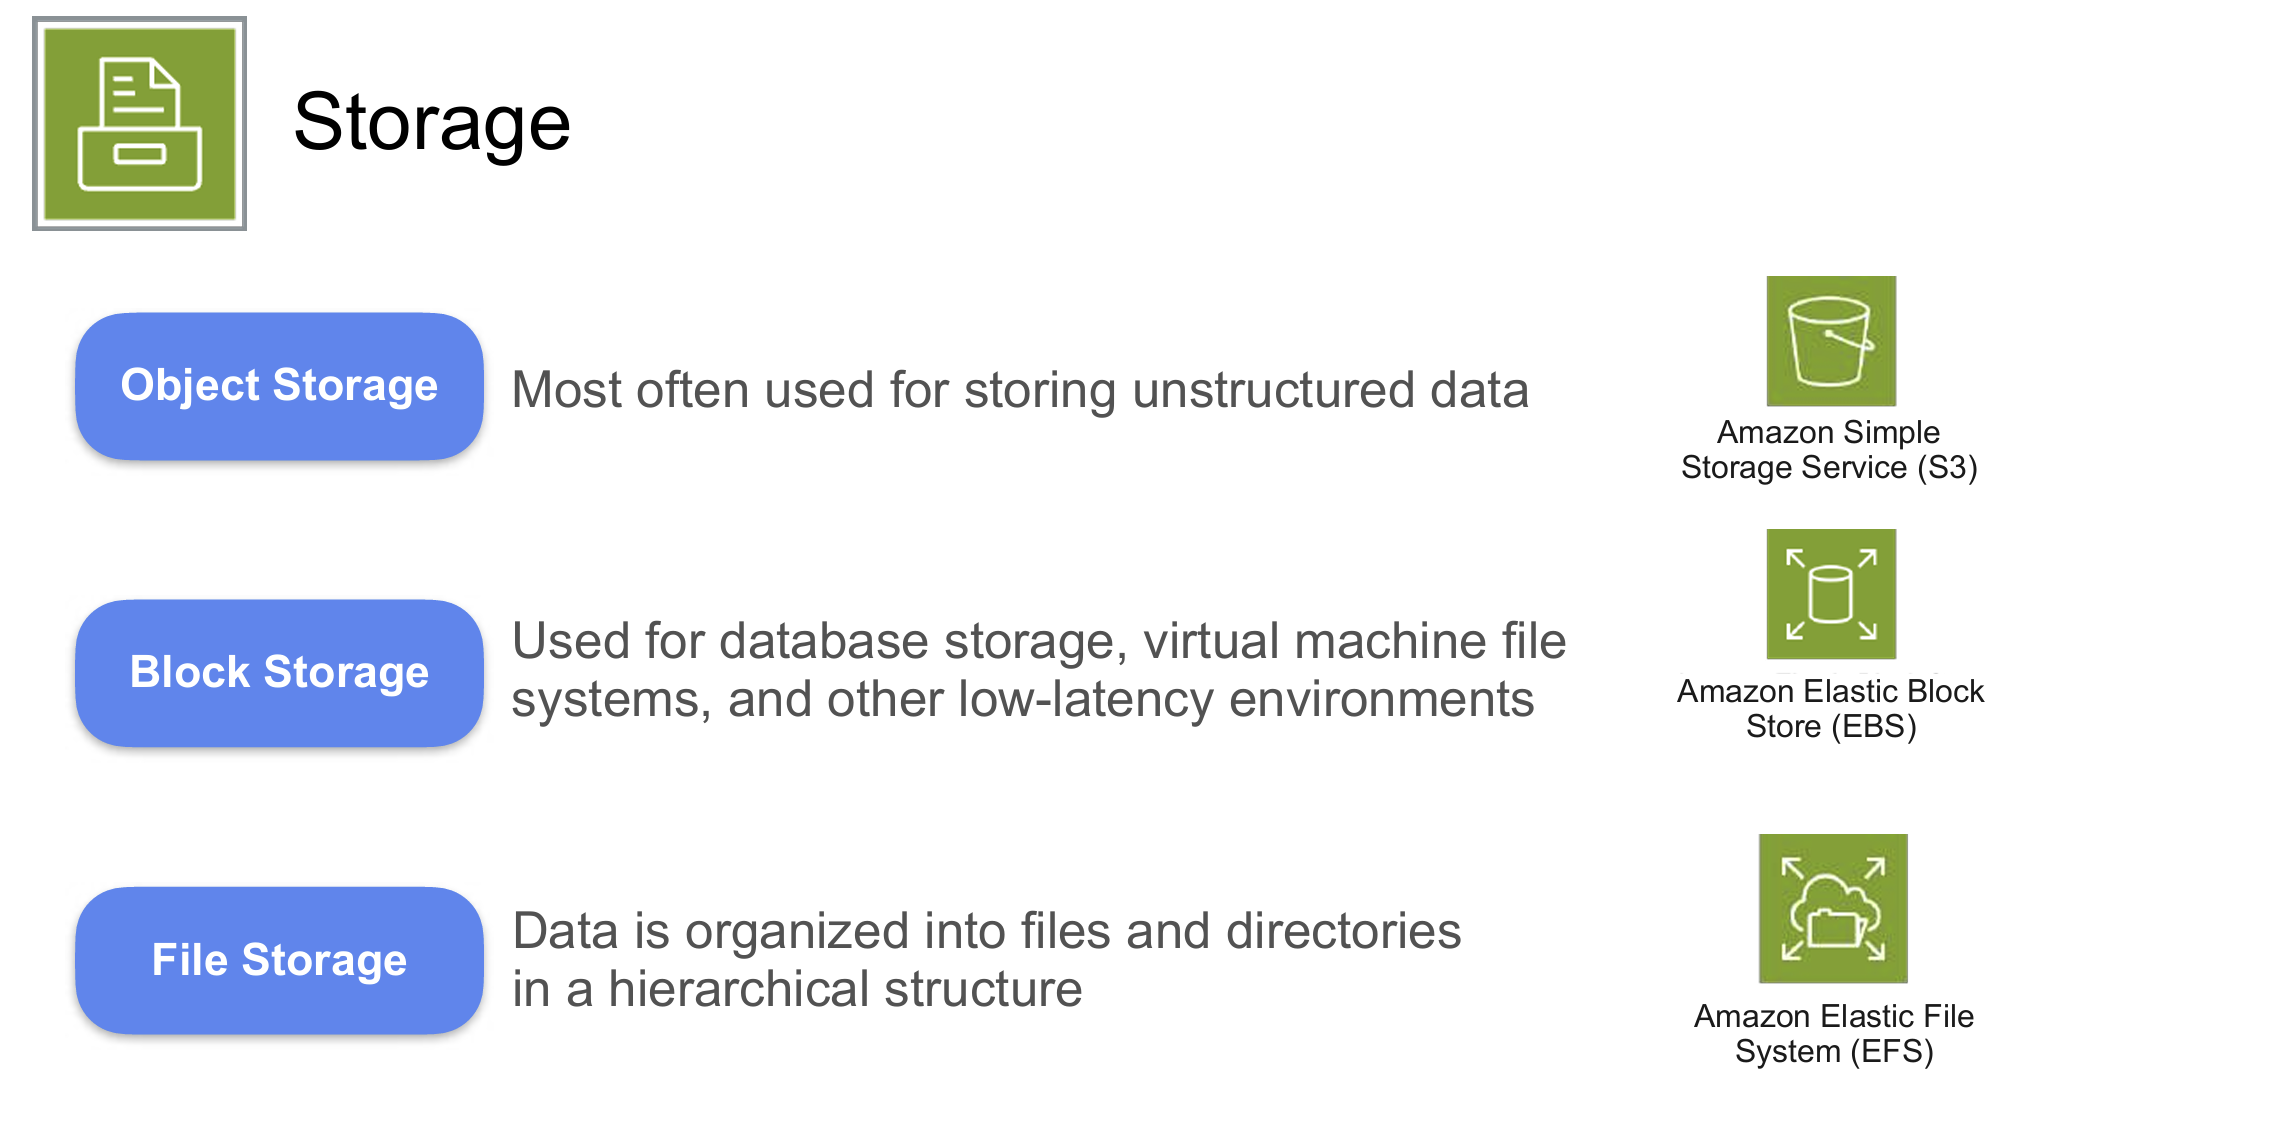 Storage
Object Storage
Most often used for storing unstructured data
Amazon Simple
Storage Service (S3)
Block Storage
Used for database storage, virtual machine file
systems, and other low-latency environments
Amazon Elastic Block
Store (EBS)
File Storage
Data is organized into files and directories
in a hierarchical structure
Amazon Elastic File
System (EFS)